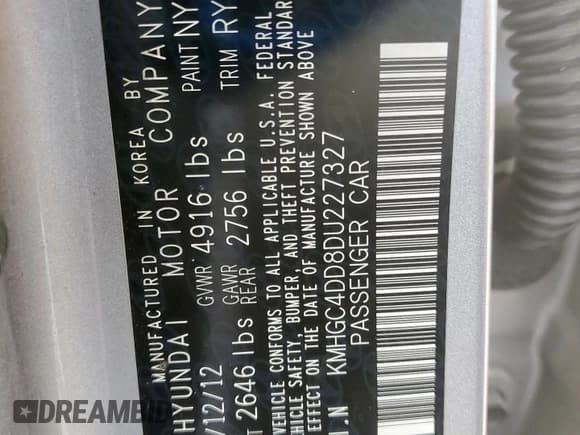 MANUFACTURED IN KOREA BY
HYUNDAI MOTOR COMPANY
/12/12 GVWR 4916 lbs PAINT NY
2646 lbs GAWR REAR 2756 lbs TRIM RY
VEHICLE CONFORMS TO ALL APPLICABLE U.S.A. FEDERAL
VEHICLE SAFETY, BUMPER, AND THEFT PREVENTION STANDAR
EFFECT ON THE DATE OF MANUFACTURE SHOWN ABOVE
I.N KMHGC4DD8DU227327
PASSENGER CAR
DREAMBID